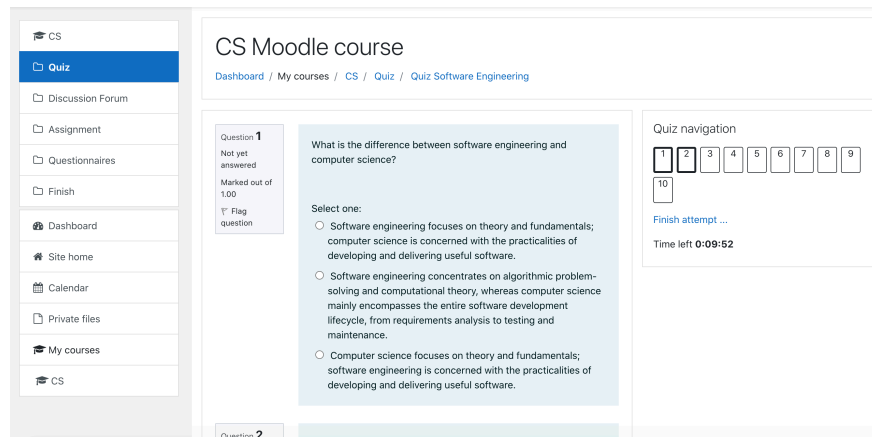 CS
Quiz
Discussion Forum
Assignment
Questionnaires
Finish
Dashboard
Site home
Calendar
Private files
My courses
CS
CS Moodle course
Dashboard / My courses / CS / Quiz / Quiz Software Engineering
Question 1
Not yet
answered
Marked out of
1.00
Flag
question
What is the difference between software engineering and
computer science?
Select one:
Software engineering focuses on theory and fundamentals;
computer science is concerned with the practicalities of
developing and delivering useful software.
Software engineering concentrates on algorithmic problem-
solving and computational theory, whereas computer science
mainly encompasses the entire software development
lifecycle, from requirements analysis to testing and
maintenance.
Computer science focuses on theory and fundamentals;
software engineering is concerned with the practicalities of
developing and delivering useful software.
Question 2
Quiz navigation
1 2 3 4 5 6 7 8 9
10
Finish attempt ...
Time left 0:09:52